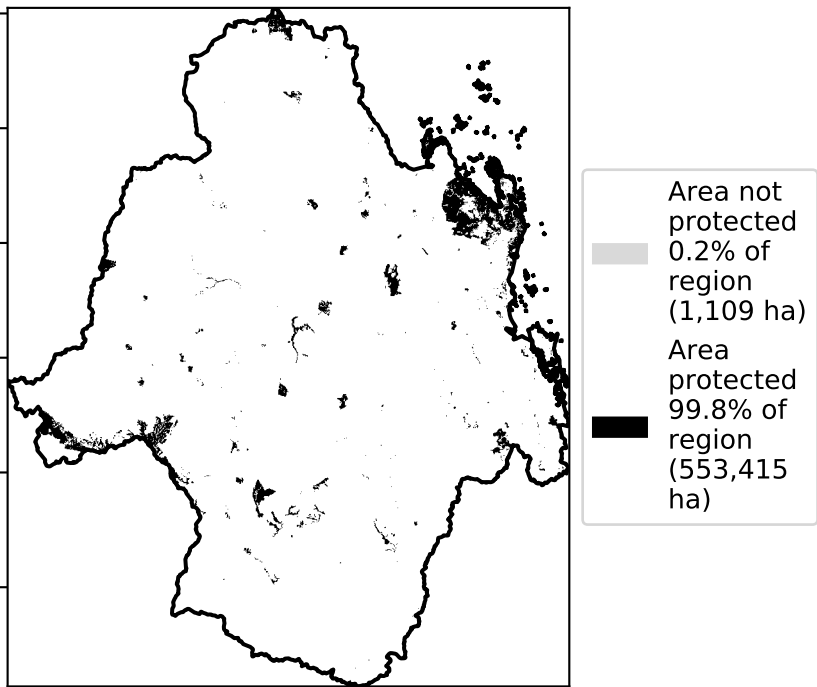 Area not
protected
0.2% of
region
(1,109 ha)
Area
protected
99.8% of
region
(553,415
ha)